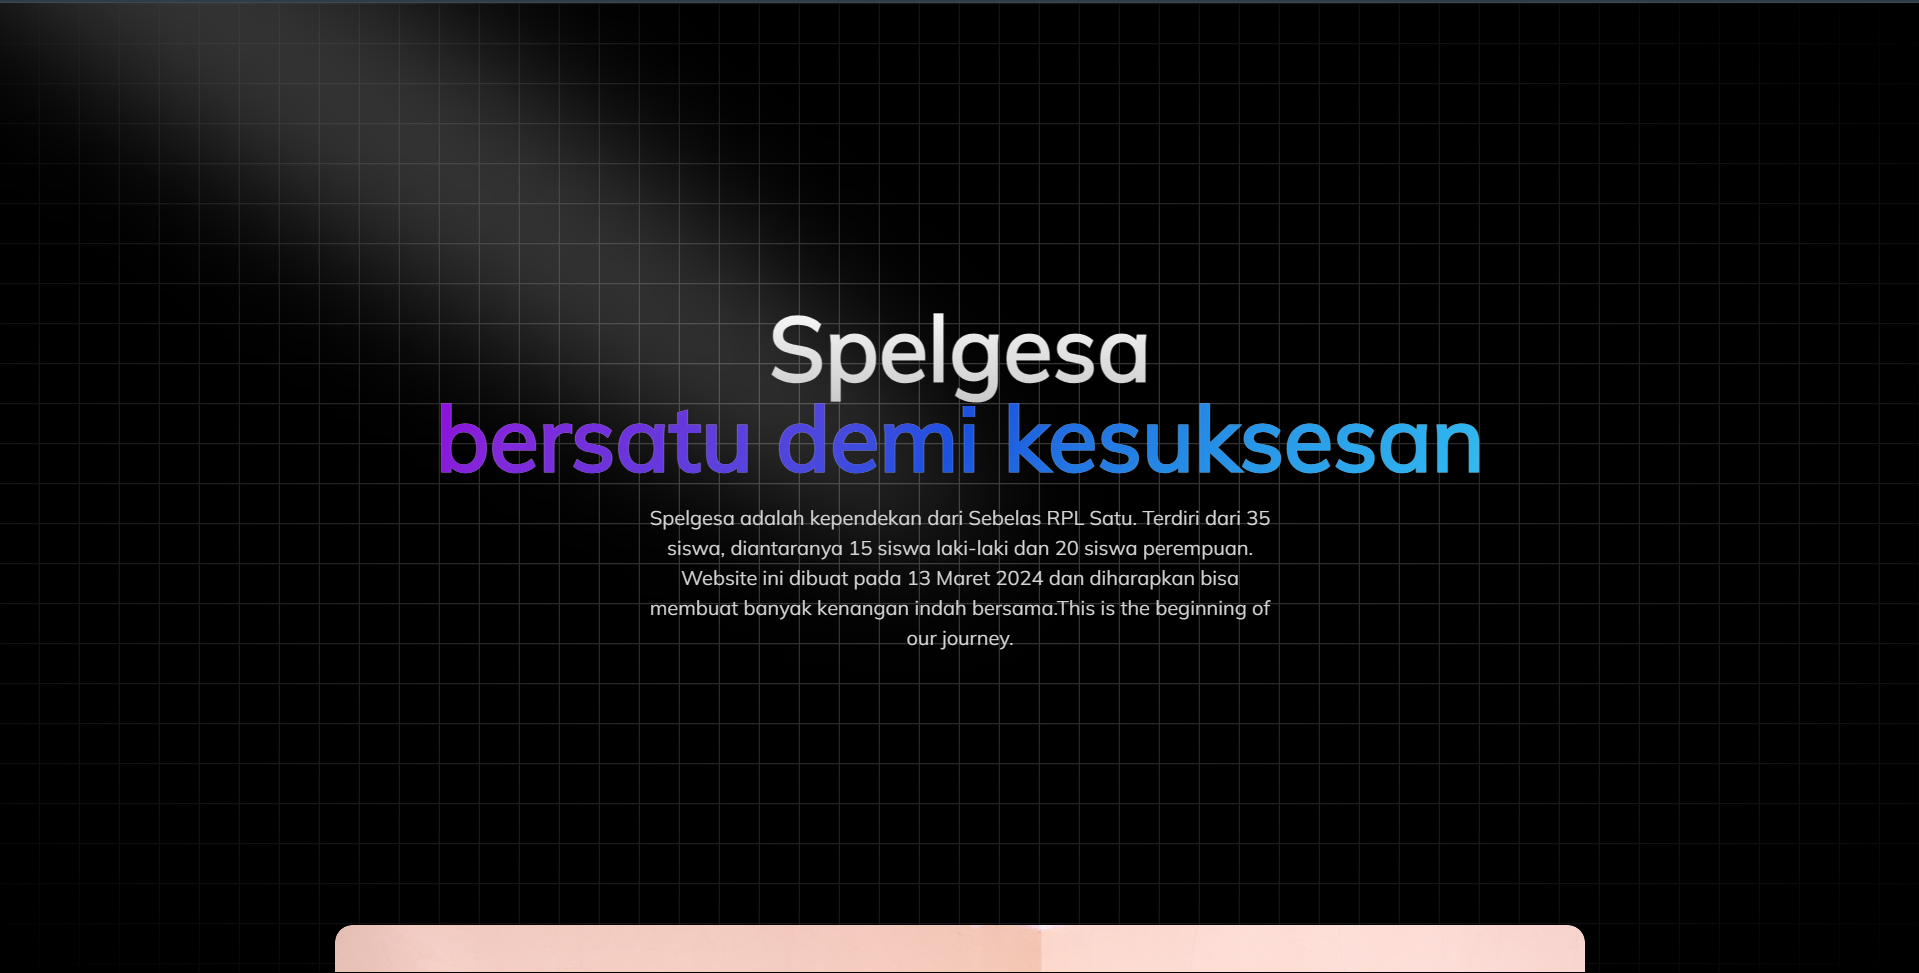 Spelgesa
bersatu demi kesuksesan
Spelgesa adalah kependekan dari Sebelas RPL Satu. Terdiri dari 35
siswa, diantaranya 15 siswa laki-laki dan 20 siswa perempuan.
Website ini dibuat pada 13 Maret 2024 dan diharapkan bisa
membuat banyak kenangan indah bersama.This is the beginning of
our journey.